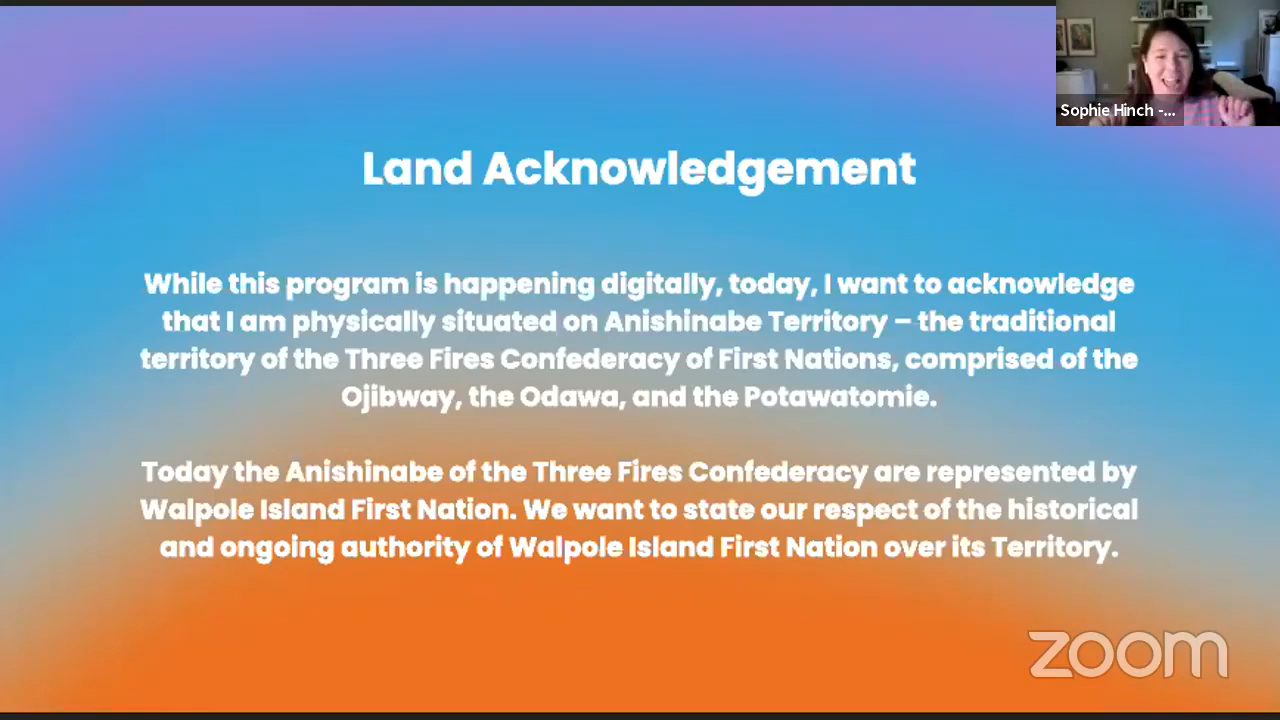 Sophie Hinch -...
Land Acknowledgement
While this program is happening digitally, today, I want to acknowledge
that I am physically situated on Anishinabe Territory – the traditional
territory of the Three Fires Confederacy of First Nations, comprised of the
Ojibway, the Odawa, and the Potawatomie.
Today the Anishinabe of the Three Fires Confederacy are represented by
Walpole Island First Nation. We want to state our respect of the historical
and ongoing authority of Walpole Island First Nation over its Territory.
zoom